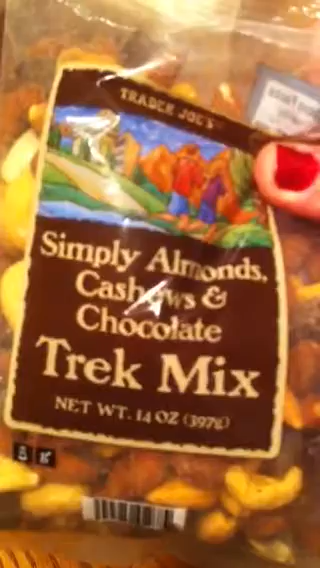 TRADER JOE'S
Simply Almonds,
Cashews &
Chocolate
Trek Mix
NET WT. 14 OZ (397g)